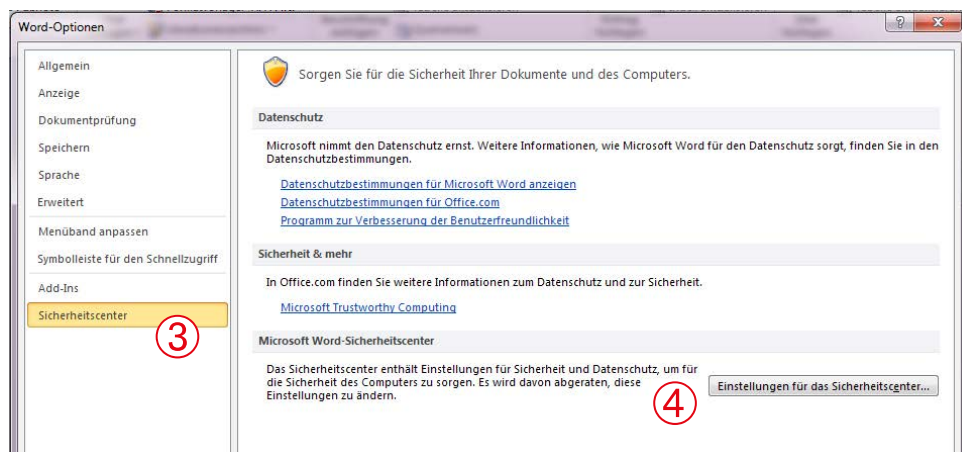 Word-Optionen
?
Allgemein
Anzeige
Dokumentprüfung
Speichern
Sprache
Erweitert
Menüband anpassen
Symbolleiste für den Schnellzugriff
Add-Ins
Sicherheitscenter
③
Sorgen Sie für die Sicherheit Ihrer Dokumente und des Computers.
Datenschutz
Microsoft nimmt den Datenschutz ernst. Weitere Informationen, wie Microsoft Word für den Datenschutz sorgt, finden Sie in den
Datenschutzbestimmungen.
Datenschutzbestimmungen für Microsoft Word anzeigen
Datenschutzbestimmungen für Office.com
Programm zur Verbesserung der Benutzerfreundlichkeit
Sicherheit & mehr
In Office.com finden Sie weitere Informationen zum Datenschutz und zur Sicherheit.
Microsoft Trustworthy Computing
Microsoft Word-Sicherheitscenter
Das Sicherheitscenter enthält Einstellungen für Sicherheit und Datenschutz, um für
die Sicherheit des Computers zu sorgen. Es wird davon abgeraten, diese
Einstellungen zu ändern.
④
Einstellungen für das Sicherheitscenter...